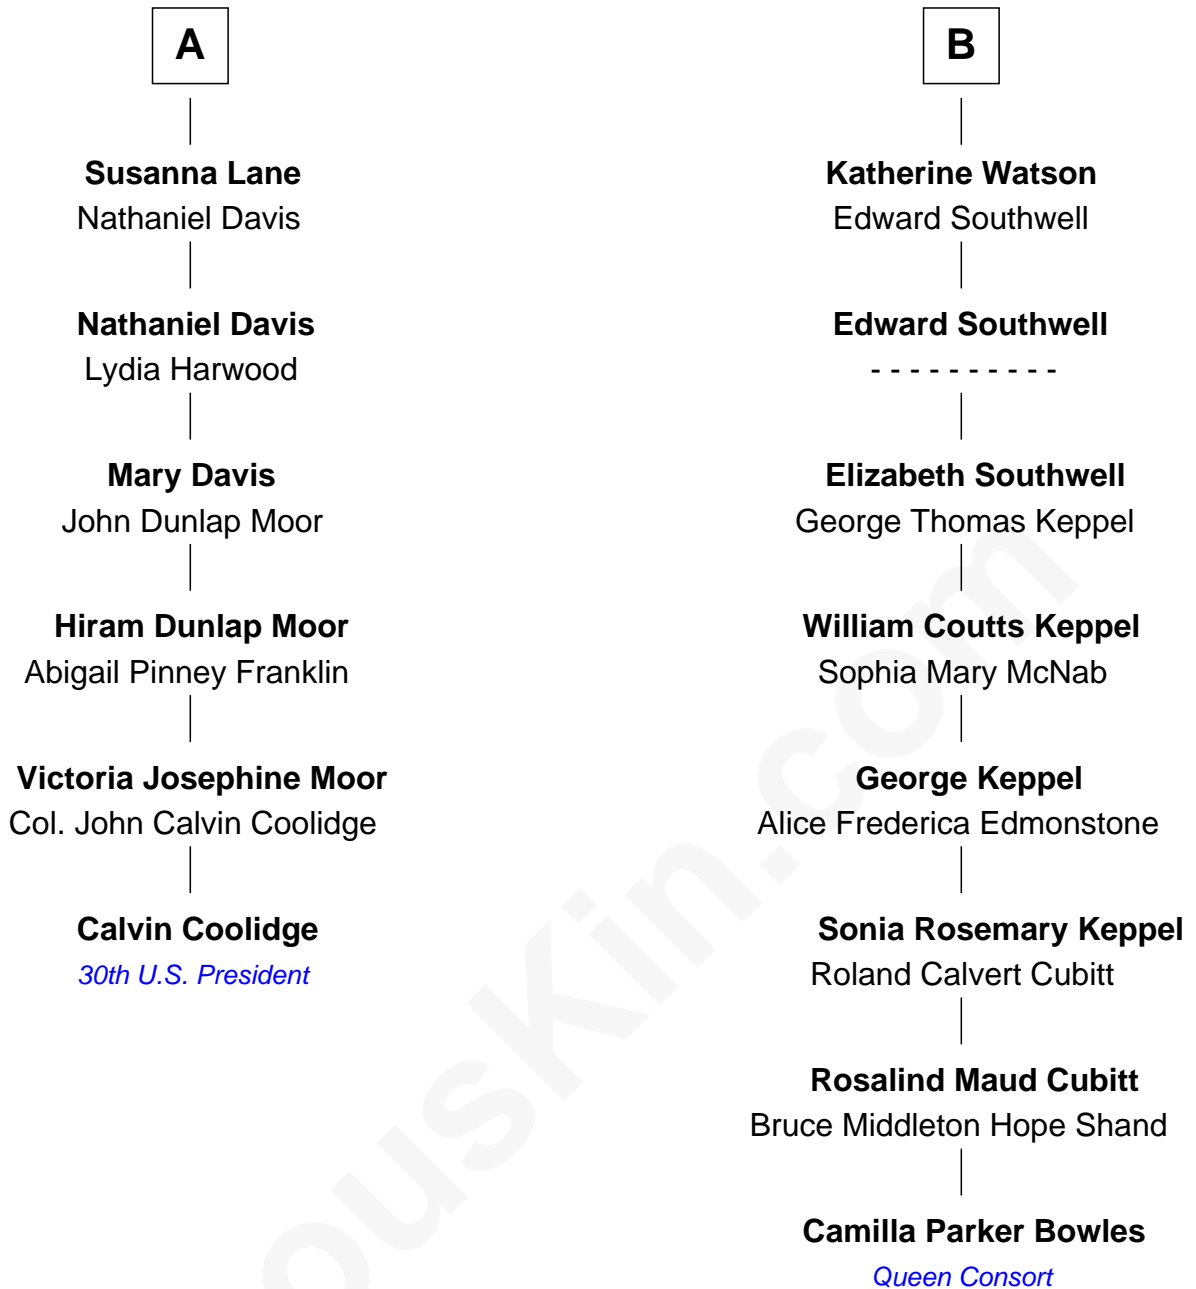 A
Susanna Lane
Nathaniel Davis
Nathaniel Davis
Lydia Harwood
Mary Davis
John Dunlap Moor
Hiram Dunlap Moor
Abigail Pinney Franklin
Victoria Josephine Moor
Col. John Calvin Coolidge
Calvin Coolidge
30th U.S. President
B
Katherine Watson
Edward Southwell
Edward Southwell
- - - - - - - - - -
Elizabeth Southwell
George Thomas Keppel
William Coutts Keppel
Sophia Mary McNab
George Keppel
Alice Frederica Edmonstone
Sonia Rosemary Keppel
Roland Calvert Cubitt
Rosalind Maud Cubitt
Bruce Middleton Hope Shand
Camilla Parker Bowles
Queen Consort
ousKin.com